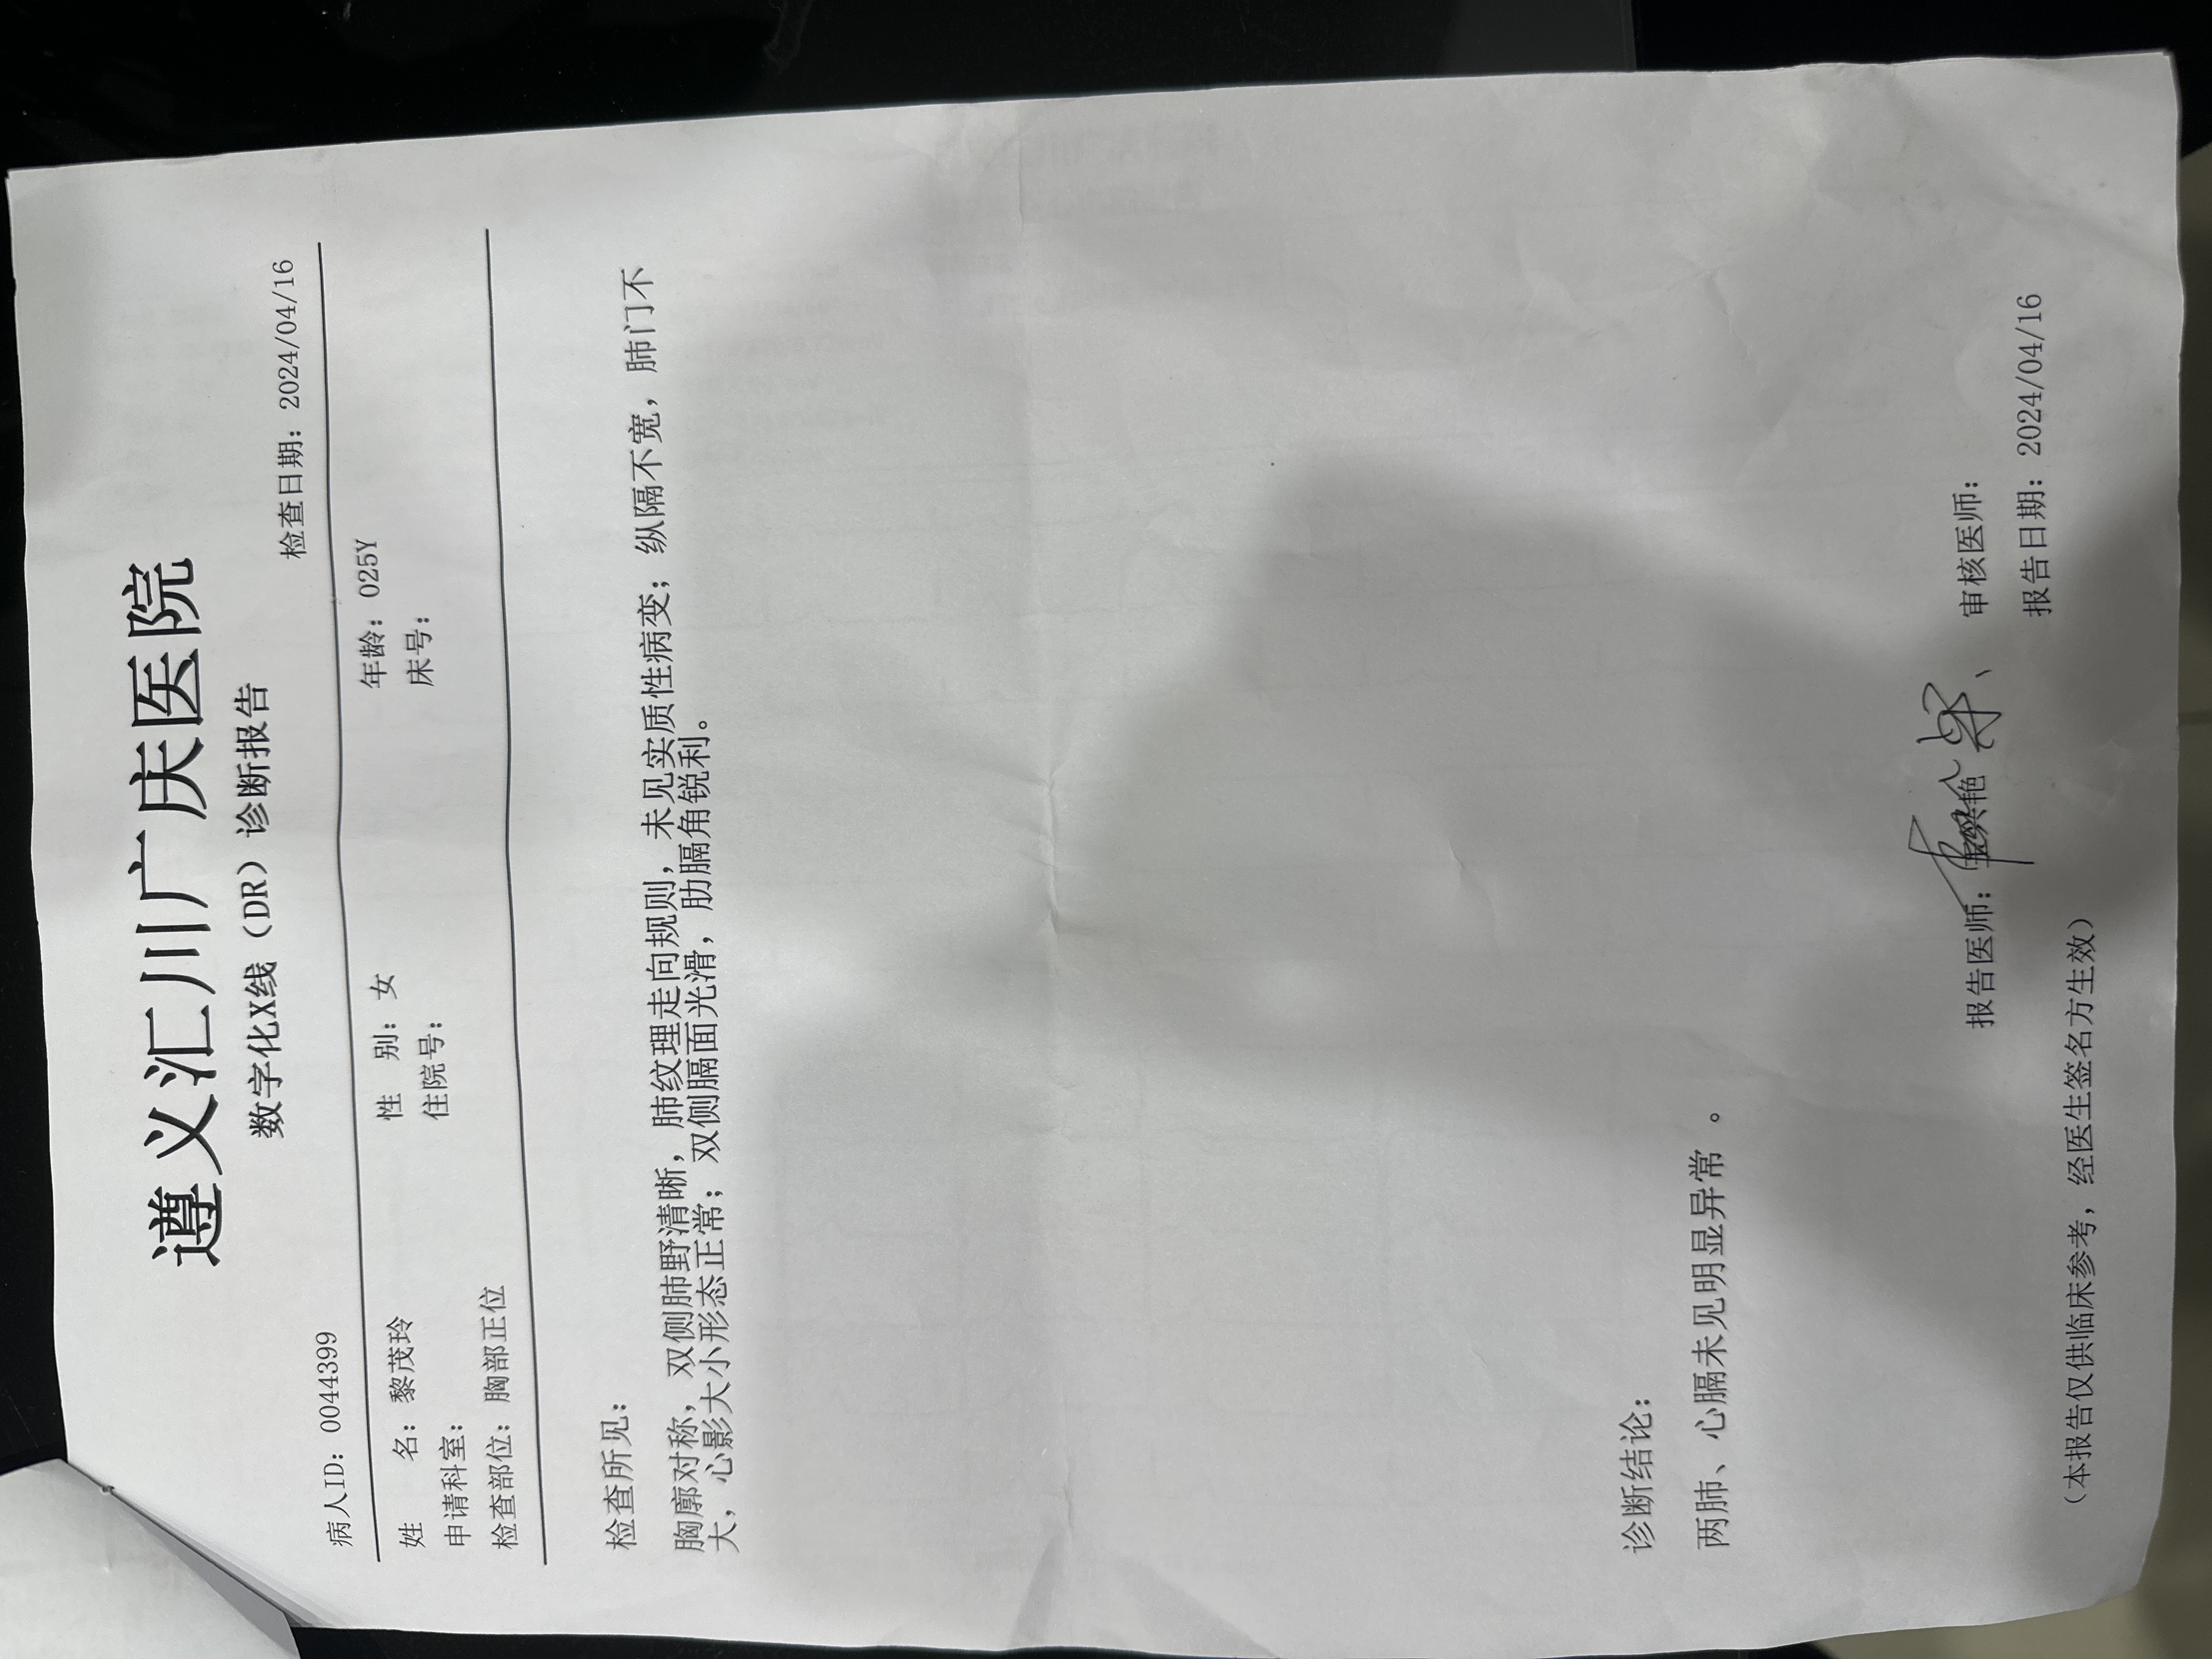 遵义汇川广庆医院
数字化X线（DR）诊断报告
病人ID: 0044399 检查日期: 2024/04/16
姓 名: 黎茂玲 性 别: 女 年龄: 025Y
申请科室: 住院号: 床号:
检查部位: 胸部正位
检查所见:
胸廓对称，双侧肺野清晰，肺纹理走向规则，未见实质性病变；纵隔不宽，肺门不
大，心影大小形态正常；双侧膈面光滑，肋膈角锐利。
诊断结论:
两肺、心膈未见明显异常 。
报告医师: 审核医师:
报告日期: 2024/04/16
（本报告仅供临床参考，经医生签名方生效）